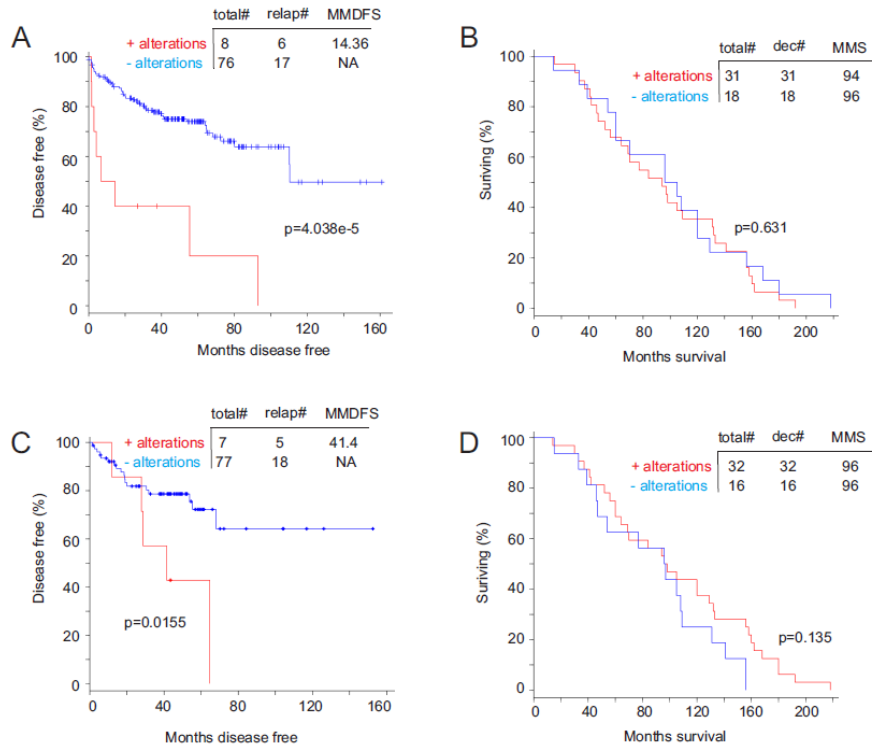 A
total# relap# MMDFS
+ alterations 8 6 14.36
- alterations 76 17 NA
100
80
60
40
20
0
Disease free (%)
p=4.038e-5
0 40 80 120 160
Months disease free
B
total# dec# MMS
+ alterations 31 31 94
- alterations 18 18 96
100
80
60
40
20
0
Suriving (%)
p=0.631
0 40 80 120 160 200
Months survival
C
total# relap# MMDFS
+ alterations 7 5 41.4
- alterations 77 18 NA
100
80
60
40
20
0
Disease free (%)
p=0.0155
0 40 80 120 160
Months disease free
D
total# dec# MMS
+ alterations 32 32 96
- alterations 16 16 96
100
80
60
40
20
0
Suriving (%)
p=0.135
0 40 80 120 160 200
Months survival